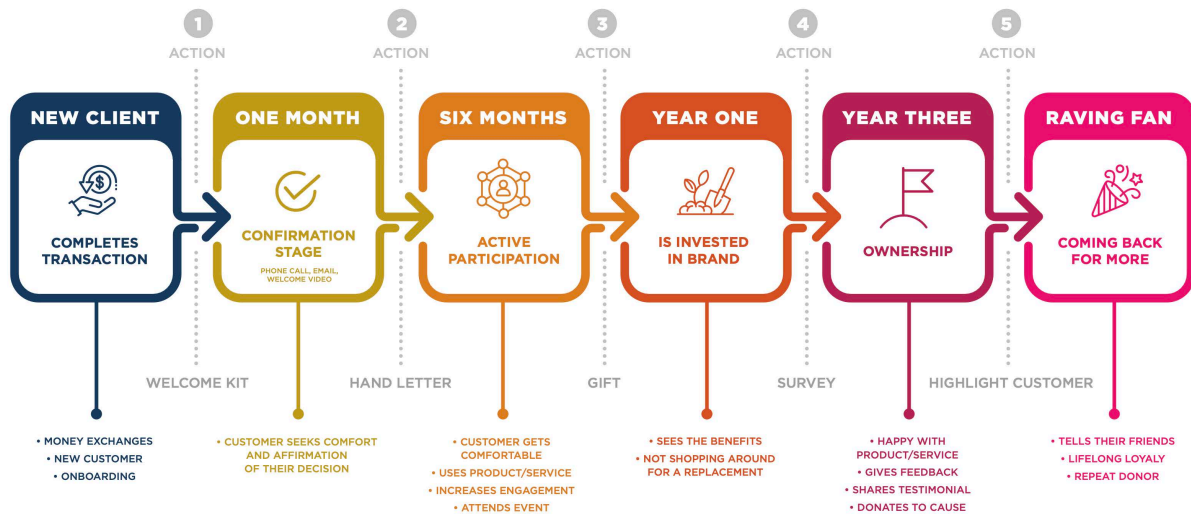 1
ACTION
2
ACTION
3
ACTION
4
ACTION
5
ACTION
NEW CLIENT
COMPLETES
TRANSACTION
ONE MONTH
CONFIRMATION
STAGE
PHONE CALL, EMAIL,
WELCOME VIDEO
SIX MONTHS
ACTIVE
PARTICIPATION
YEAR ONE
IS INVESTED
IN BRAND
YEAR THREE
OWNERSHIP
RAVING FAN
COMING BACK
FOR MORE
WELCOME KIT
HAND LETTER
GIFT
SURVEY
HIGHLIGHT CUSTOMER
• MONEY EXCHANGES
• NEW CUSTOMER
• ONBOARDING
• CUSTOMER SEEKS COMFORT
AND AFFIRMATION
OF THEIR DECISION
• CUSTOMER GETS
COMFORTABLE
• USES PRODUCT/SERVICE
• INCREASES ENGAGEMENT
• ATTENDS EVENT
• SEES THE BENEFITS
• NOT SHOPPING AROUND
FOR A REPLACEMENT
• HAPPY WITH
PRODUCT/SERVICE
• GIVES FEEDBACK
• SHARES TESTIMONIAL
• DONATES TO CAUSE
• TELLS THEIR FRIENDS
• LIFELONG LOYALY
• REPEAT DONOR